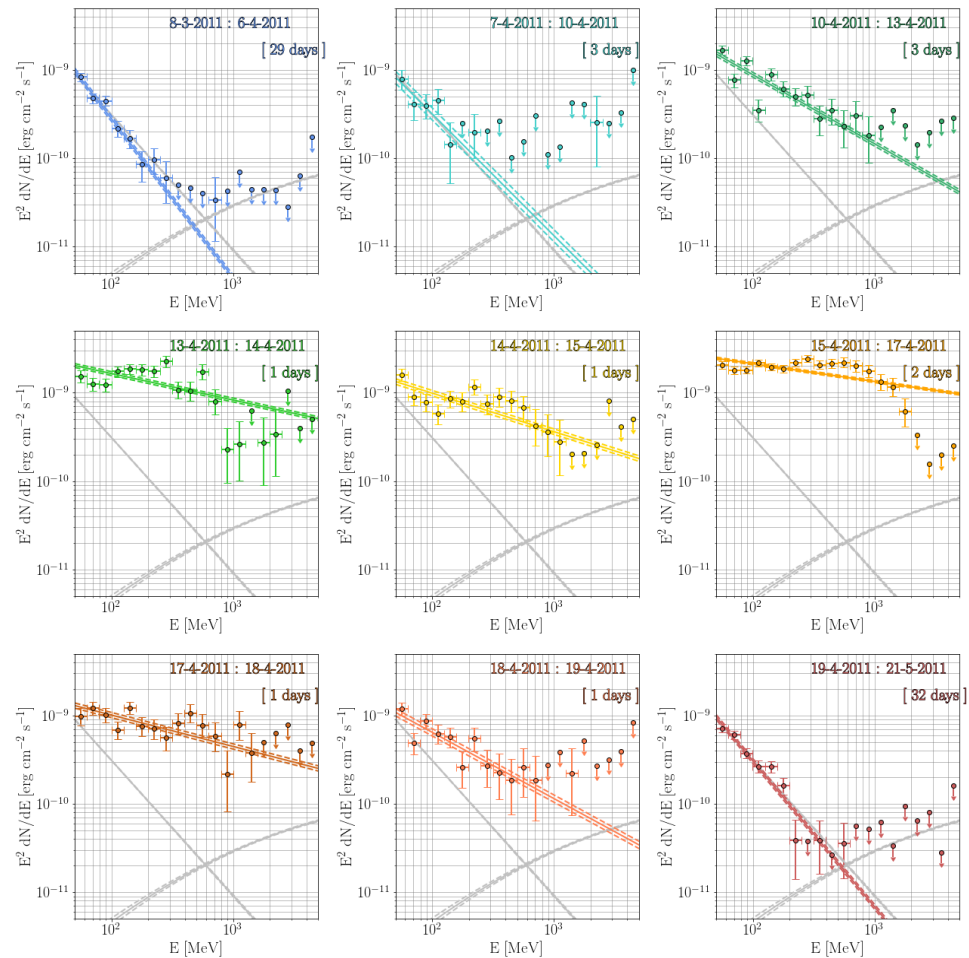 8-3-2011 : 6-4-2011
[ 29 days ]
E² dN/dE [erg cm⁻² s⁻¹]
10⁻⁹
10⁻¹⁰
10⁻¹¹
10²
10³
E [MeV]
7-4-2011 : 10-4-2011
[ 3 days ]
E² dN/dE [erg cm⁻² s⁻¹]
10⁻⁹
10⁻¹⁰
10⁻¹¹
10²
10³
E [MeV]
10-4-2011 : 13-4-2011
[ 3 days ]
E² dN/dE [erg cm⁻² s⁻¹]
10⁻⁹
10⁻¹⁰
10⁻¹¹
10²
10³
E [MeV]
13-4-2011 : 14-4-2011
[ 1 days ]
E² dN/dE [erg cm⁻² s⁻¹]
10⁻⁹
10⁻¹⁰
10⁻¹¹
10²
10³
E [MeV]
14-4-2011 : 15-4-2011
[ 1 days ]
E² dN/dE [erg cm⁻² s⁻¹]
10⁻⁹
10⁻¹⁰
10⁻¹¹
10²
10³
E [MeV]
15-4-2011 : 17-4-2011
[ 2 days ]
E² dN/dE [erg cm⁻² s⁻¹]
10⁻⁹
10⁻¹⁰
10⁻¹¹
10²
10³
E [MeV]
17-4-2011 : 18-4-2011
[ 1 days ]
E² dN/dE [erg cm⁻² s⁻¹]
10⁻⁹
10⁻¹⁰
10⁻¹¹
10²
10³
E [MeV]
18-4-2011 : 19-4-2011
[ 1 days ]
E² dN/dE [erg cm⁻² s⁻¹]
10⁻⁹
10⁻¹⁰
10⁻¹¹
10²
10³
E [MeV]
19-4-2011 : 21-5-2011
[ 32 days ]
E² dN/dE [erg cm⁻² s⁻¹]
10⁻⁹
10⁻¹⁰
10⁻¹¹
10²
10³
E [MeV]